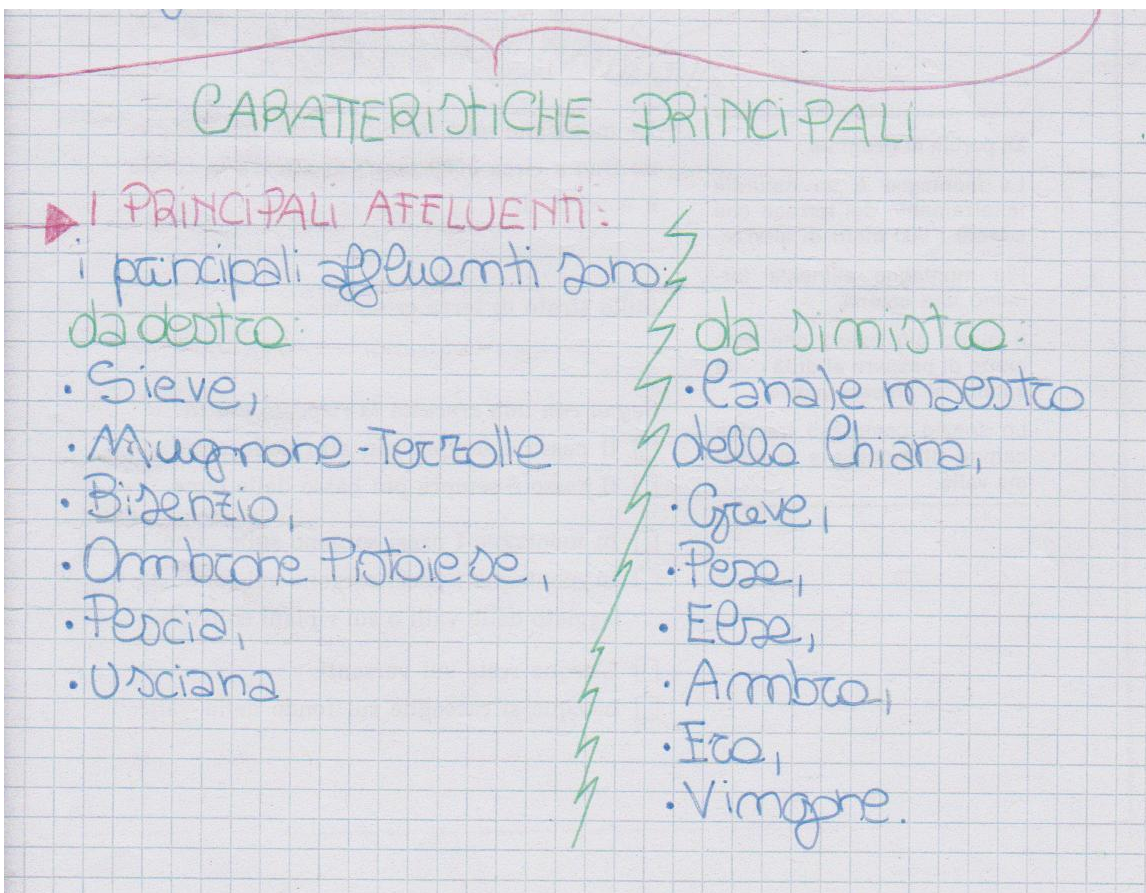 CARATTERISTICHE PRINCIPALI
I PRINCIPALI AFFLUENTI:
i principali affluenti sono:
da destra:
· Sieve,
· Mugnone-Terzolle
· Bisenzio,
· Ombrone Pistoiese,
· Pescia,
· Usciana
da sinistra:
· Canale maestro
della Chiana,
· Greve,
· Pesa,
· Elsa,
· Ambra,
· Era,
· Vingone.